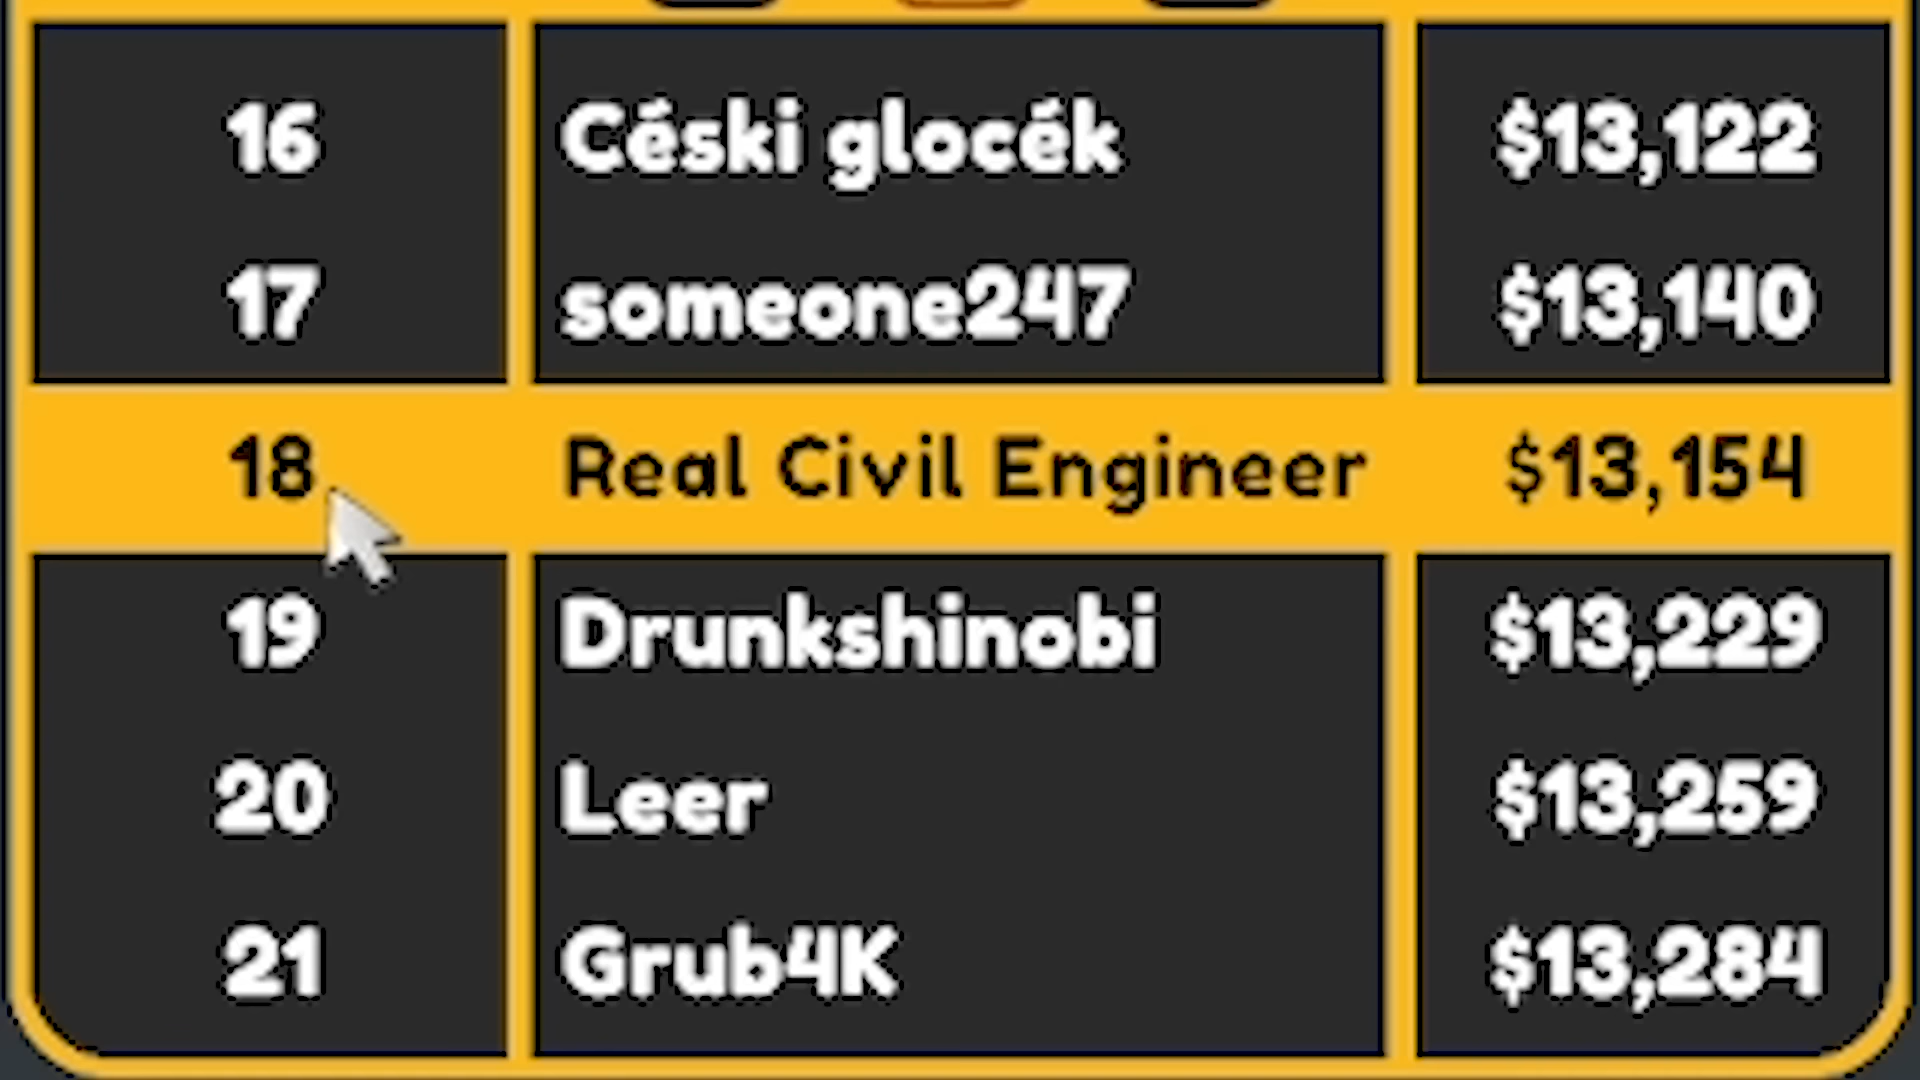 16 Céski glocék $13,122
17 someone247 $13,140
18 Real Civil Engineer $13,154
19 Drunkshinobi $13,229
20 Leer $13,259
21 Grub4K $13,284